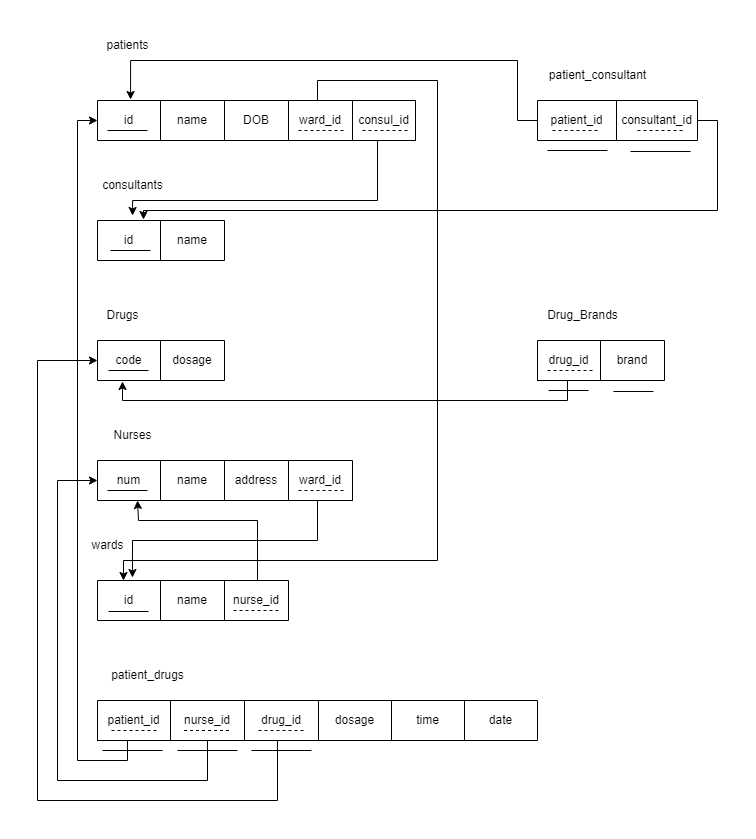 patients
patient_consultant
id name DOB ward_id consul_id
patient_id consultant_id
consultants
id name
Drugs
Drug_Brands
code dosage
drug_id brand
Nurses
num name address ward_id
wards
id name nurse_id
patient_drugs
patient_id nurse_id drug_id dosage time date